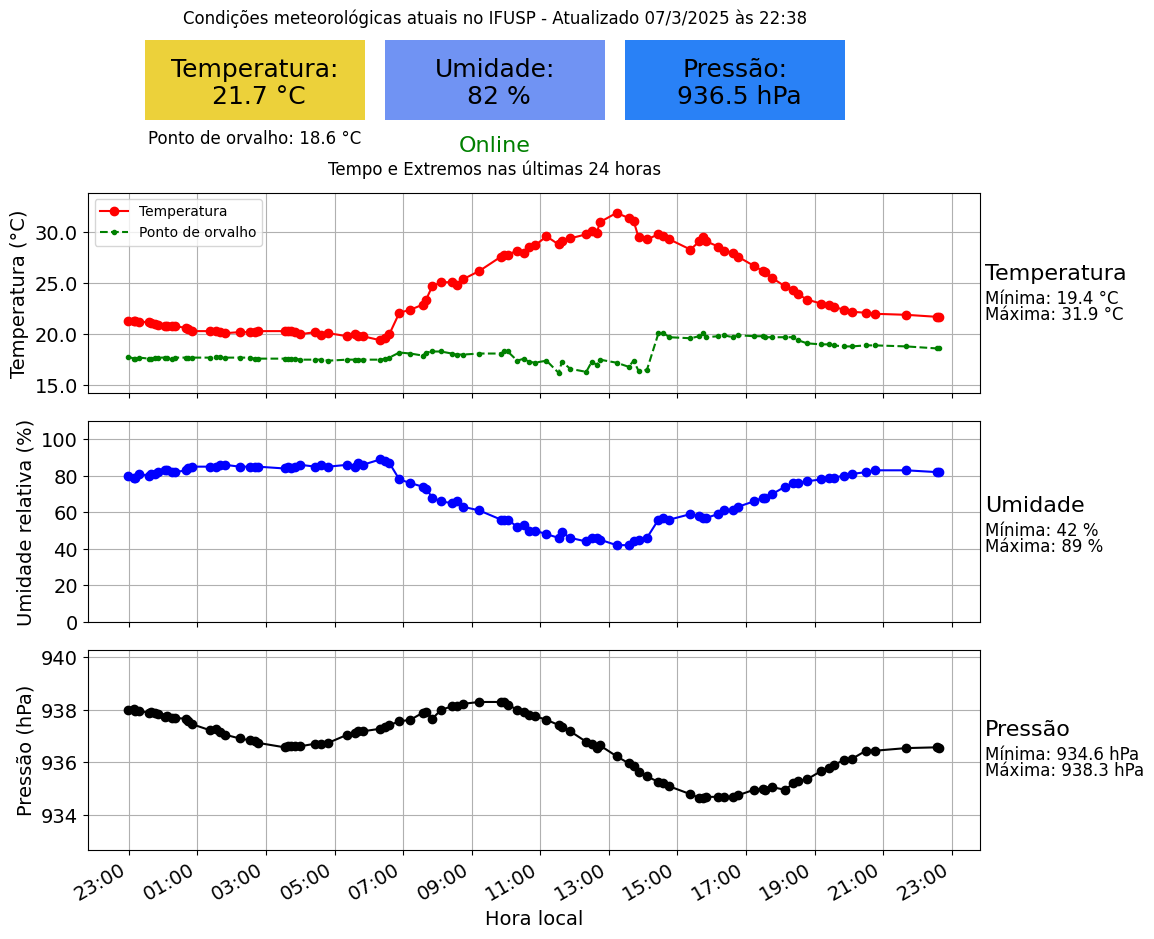 Condições meteorológicas atuais no IFUSP - Atualizado 07/3/2025 às 22:38
Temperatura:
21.7 °C
Umidade:
82 %
Pressão:
936.5 hPa
Ponto de orvalho: 18.6 °C
Online
Tempo e Extremos nas últimas 24 horas
Temperatura (°C)
30.0
25.0
20.0
15.0
Temperatura
Ponto de orvalho
Temperatura
Mínima: 19.4 °C
Máxima: 31.9 °C
Umidade relativa (%)
100
80
60
40
20
0
Umidade
Mínima: 42 %
Máxima: 89 %
Pressão (hPa)
940
938
936
934
Pressão
Mínima: 934.6 hPa
Máxima: 938.3 hPa
23:00
01:00
03:00
05:00
07:00
09:00
11:00
13:00
15:00
17:00
19:00
21:00
23:00
Hora local